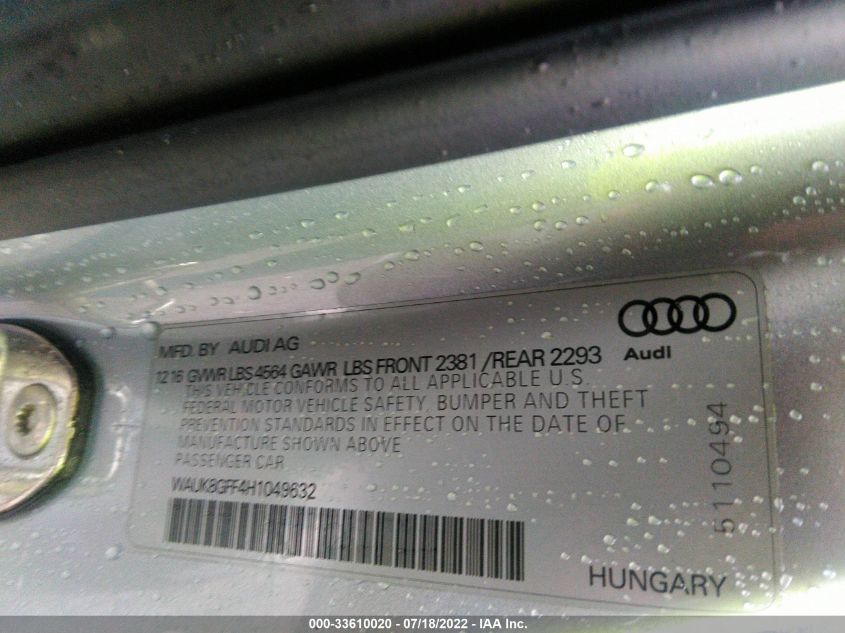 MFD. BY AUDI AG
12 16 GVWR LBS 4564 GAWR LBS FRONT 2381 /REAR 2293
THIS VEHICLE CONFORMS TO ALL APPLICABLE U.S.
FEDERAL MOTOR VEHICLE SAFETY, BUMPER AND THEFT
PREVENTION STANDARDS IN EFFECT ON THE DATE OF
MANUFACTURE SHOWN ABOVE
PASSENGER CAR
WAUK8GFF4H1049632
Audi
5110494
HUNGARY
000-33610020 - 07/18/2022 - IAA Inc.